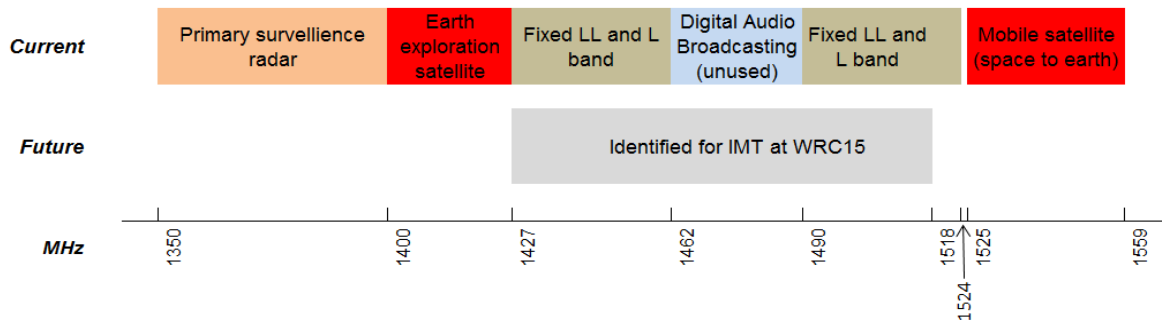 Current
Primary survellience
radar
Earth
exploration
satellite
Fixed LL and L
band
Digital Audio
Broadcasting
(unused)
Fixed LL and
L band
Mobile satellite
(space to earth)
Future
Identified for IMT at WRC15
MHz
1350
1400
1427
1462
1490
1518
1524
1525
1559